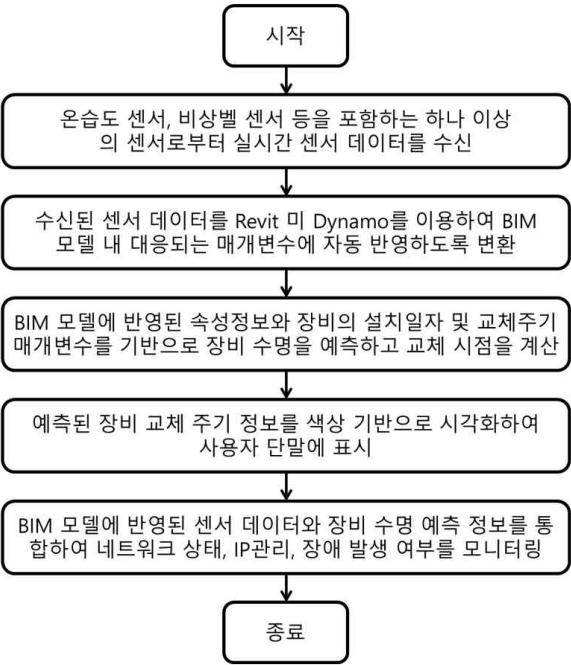 시작
온습도 센서, 비상벨 센서 등을 포함하는 하나 이상
의 센서로부터 실시간 센서 데이터를 수신
수신된 센서 데이터를 Revit 미 Dynamo를 이용하여 BIM
모델 내 대응되는 매개변수에 자동 반영하도록 변환
BIM 모델에 반영된 속성정보와 장비의 설치일자 및 교체주기
매개변수를 기반으로 장비 수명을 예측하고 교체 시점을 계산
예측된 장비 교체 주기 정보를 색상 기반으로 시각화하여
사용자 단말에 표시
BIM 모델에 반영된 센서 데이터와 장비 수명 예측 정보를 통
합하여 네트워크 상태, IP관리, 장애 발생 여부를 모니터링
종료